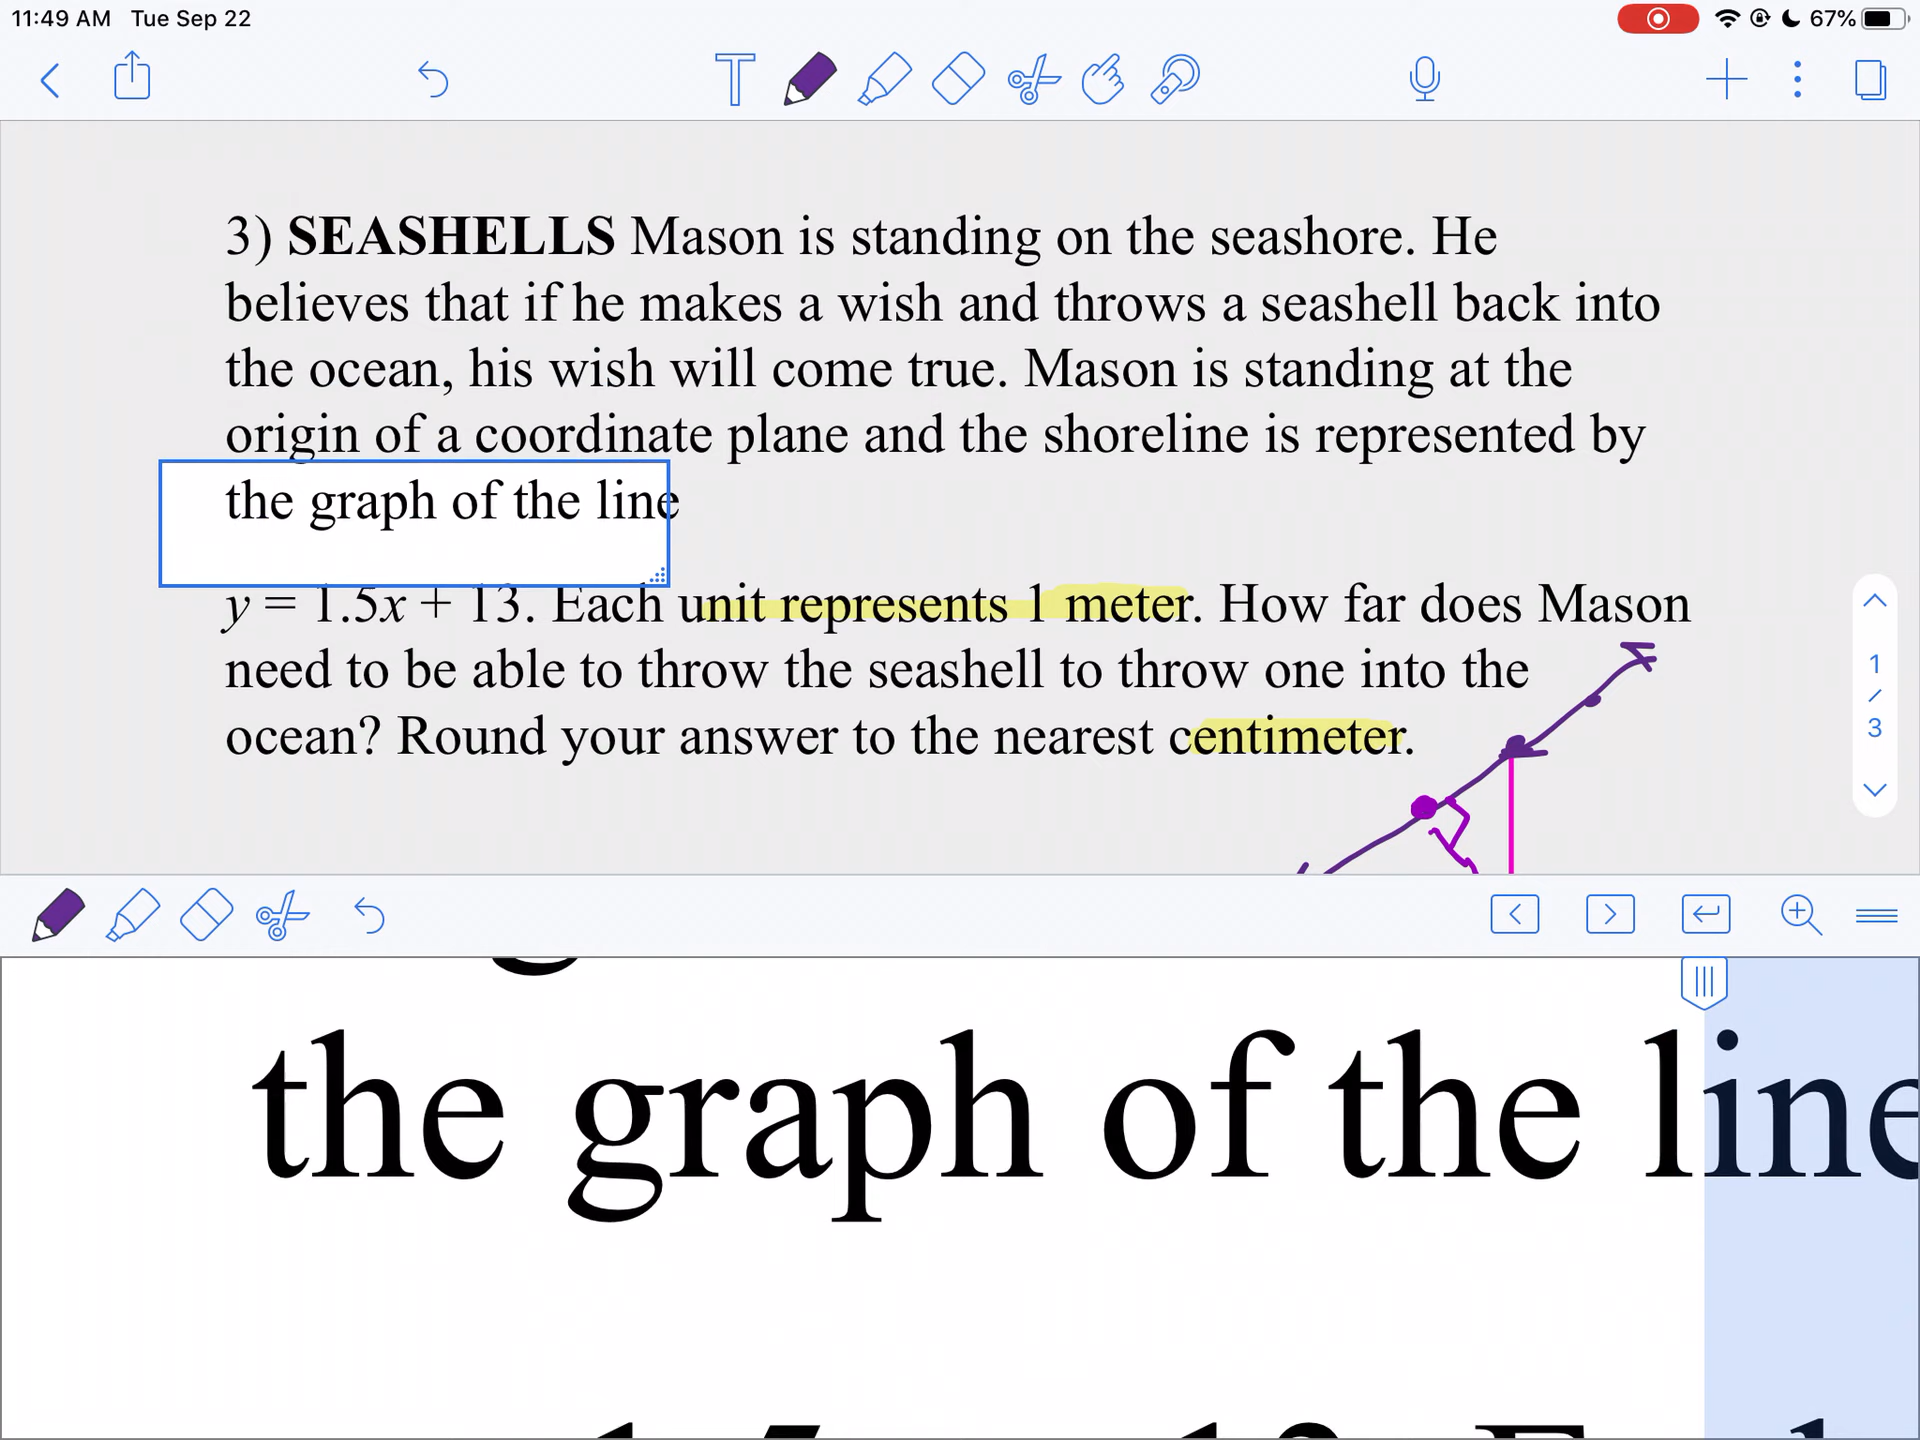 11:49 AM Tue Sep 22
67%
T
3) SEASHELLS Mason is standing on the seashore. He
believes that if he makes a wish and throws a seashell back into
the ocean, his wish will come true. Mason is standing at the
origin of a coordinate plane and the shoreline is represented by
the graph of the line
y = 1.5x + 13. Each unit represents 1 meter. How far does Mason
need to be able to throw the seashell to throw one into the
ocean? Round your answer to the nearest centimeter.
1
/
3
the graph of the line